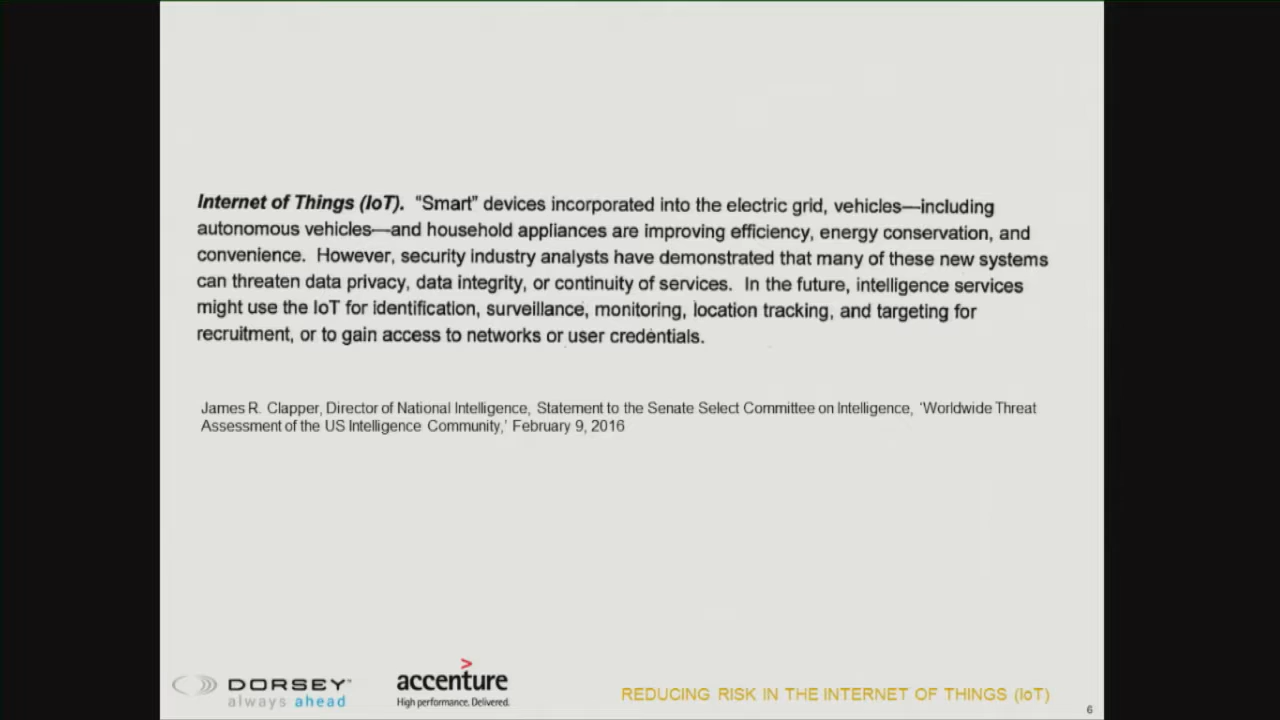 Internet of Things (IoT). "Smart" devices incorporated into the electric grid, vehicles—including
autonomous vehicles—and household appliances are improving efficiency, energy conservation, and
convenience. However, security industry analysts have demonstrated that many of these new systems
can threaten data privacy, data integrity, or continuity of services. In the future, intelligence services
might use the IoT for identification, surveillance, monitoring, location tracking, and targeting for
recruitment, or to gain access to networks or user credentials.
James R. Clapper, Director of National Intelligence, Statement to the Senate Select Committee on Intelligence, 'Worldwide Threat
Assessment of the US Intelligence Community,' February 9, 2016
DORSEY
always ahead
accenture
High performance. Delivered.
REDUCING RISK IN THE INTERNET OF THINGS (IoT)
6